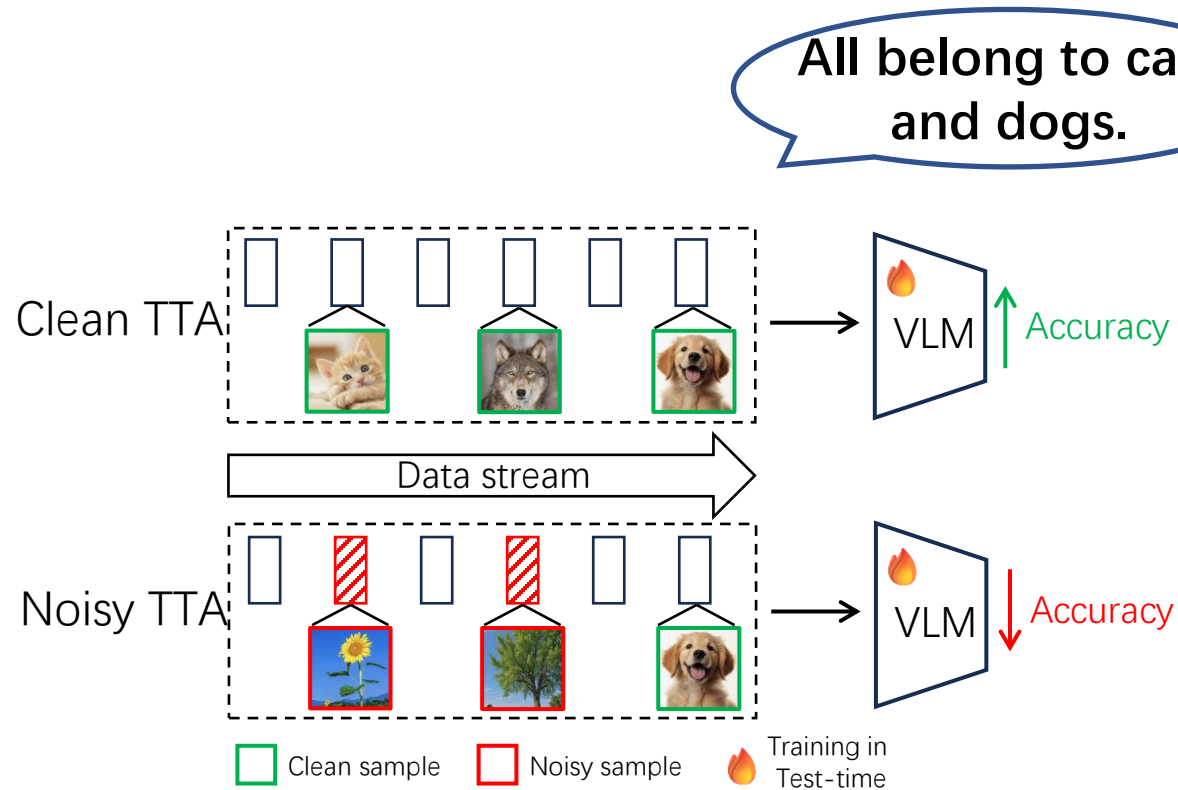 All belong to ca
and dogs.
Clean TTA
VLM
Accuracy
Data stream
Noisy TTA
VLM
Accuracy
Clean sample
Noisy sample
Training in
Test-time